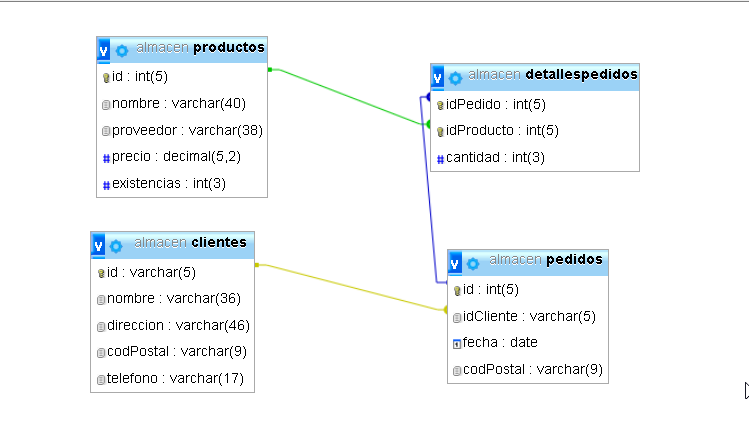 almacen productos
id : int(5)
nombre : varchar(40)
proveedor : varchar(38)
# precio : decimal(5,2)
# existencias : int(3)
almacen detallespedidos
idPedido : int(5)
idProducto : int(5)
# cantidad : int(3)
almacen clientes
id : varchar(5)
nombre : varchar(36)
direccion : varchar(46)
codPostal : varchar(9)
telefono : varchar(17)
almacen pedidos
id : int(5)
idCliente : varchar(5)
fecha : date
codPostal : varchar(9)